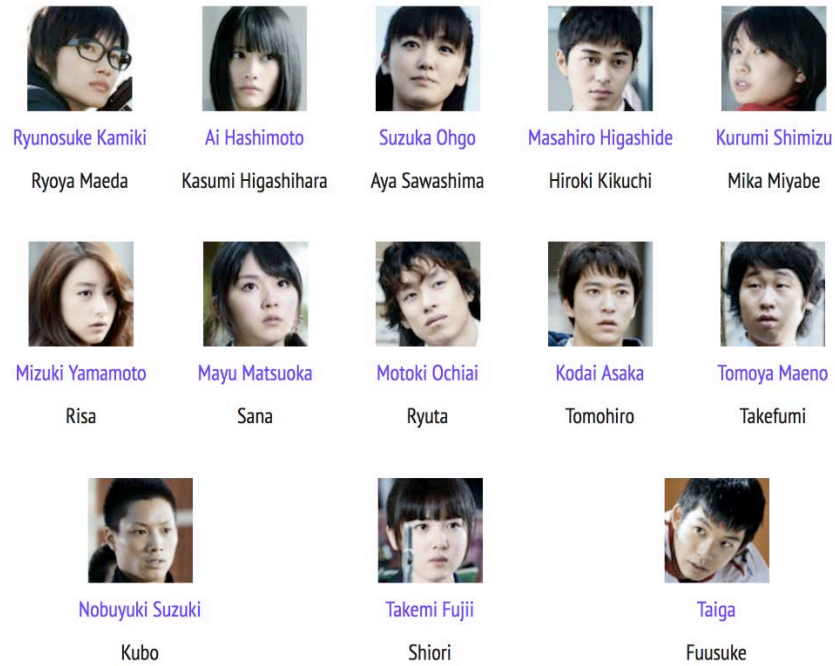 Ryunosuke Kamiki Ai Hashimoto Suzuka Ohgo Masahiro Higashide Kurumi Shimizu
Ryoya Maeda Kasumi Higashihara Aya Sawashima Hiroki Kikuchi Mika Miyabe
Mizuki Yamamoto Mayu Matsuoka Motoki Ochiai Kodai Asaka Tomoya Maeno
Risa Sana Ryuta Tomohiro Takefumi
Nobuyuki Suzuki Takemi Fujii Taiga
Kubo Shiori Fuusuke